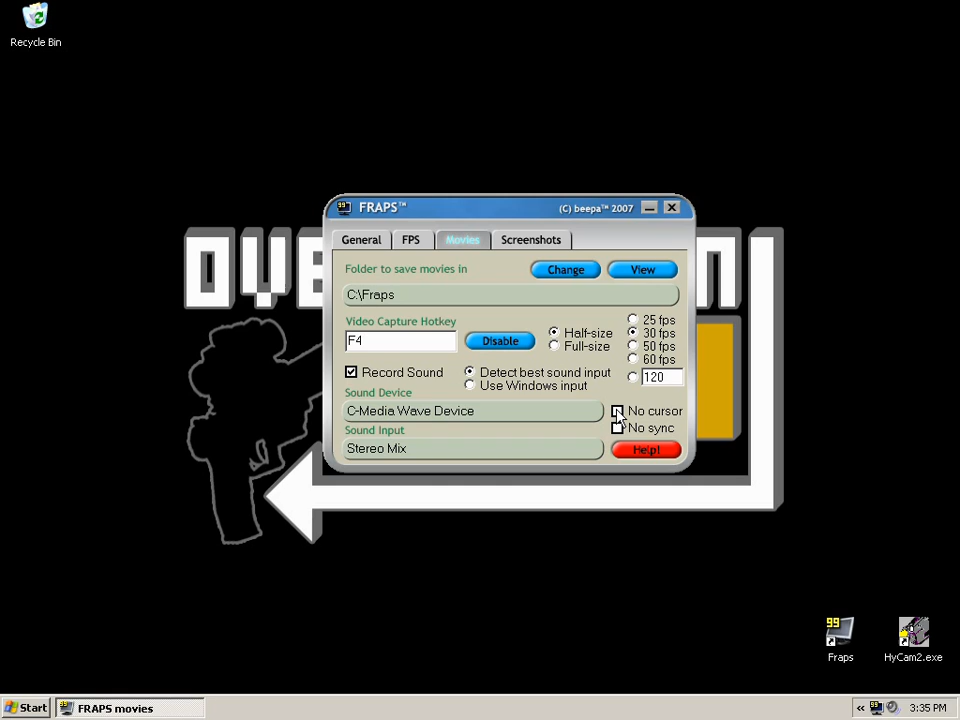 Recycle Bin
FRAPS™
(C) beepa™ 2007
General
FPS
Movies
Screenshots
Folder to save movies in
Change
View
C:\Fraps
Video Capture Hotkey
F4
Disable
Half-size
Full-size
25 fps
30 fps
50 fps
60 fps
120
Record Sound
Detect best sound input
Use Windows input
Sound Device
C-Media Wave Device
No cursor
No sync
Sound Input
Stereo Mix
Help!
99
Fraps
HyCam2.exe
Start
FRAPS movies
«
3:35 PM